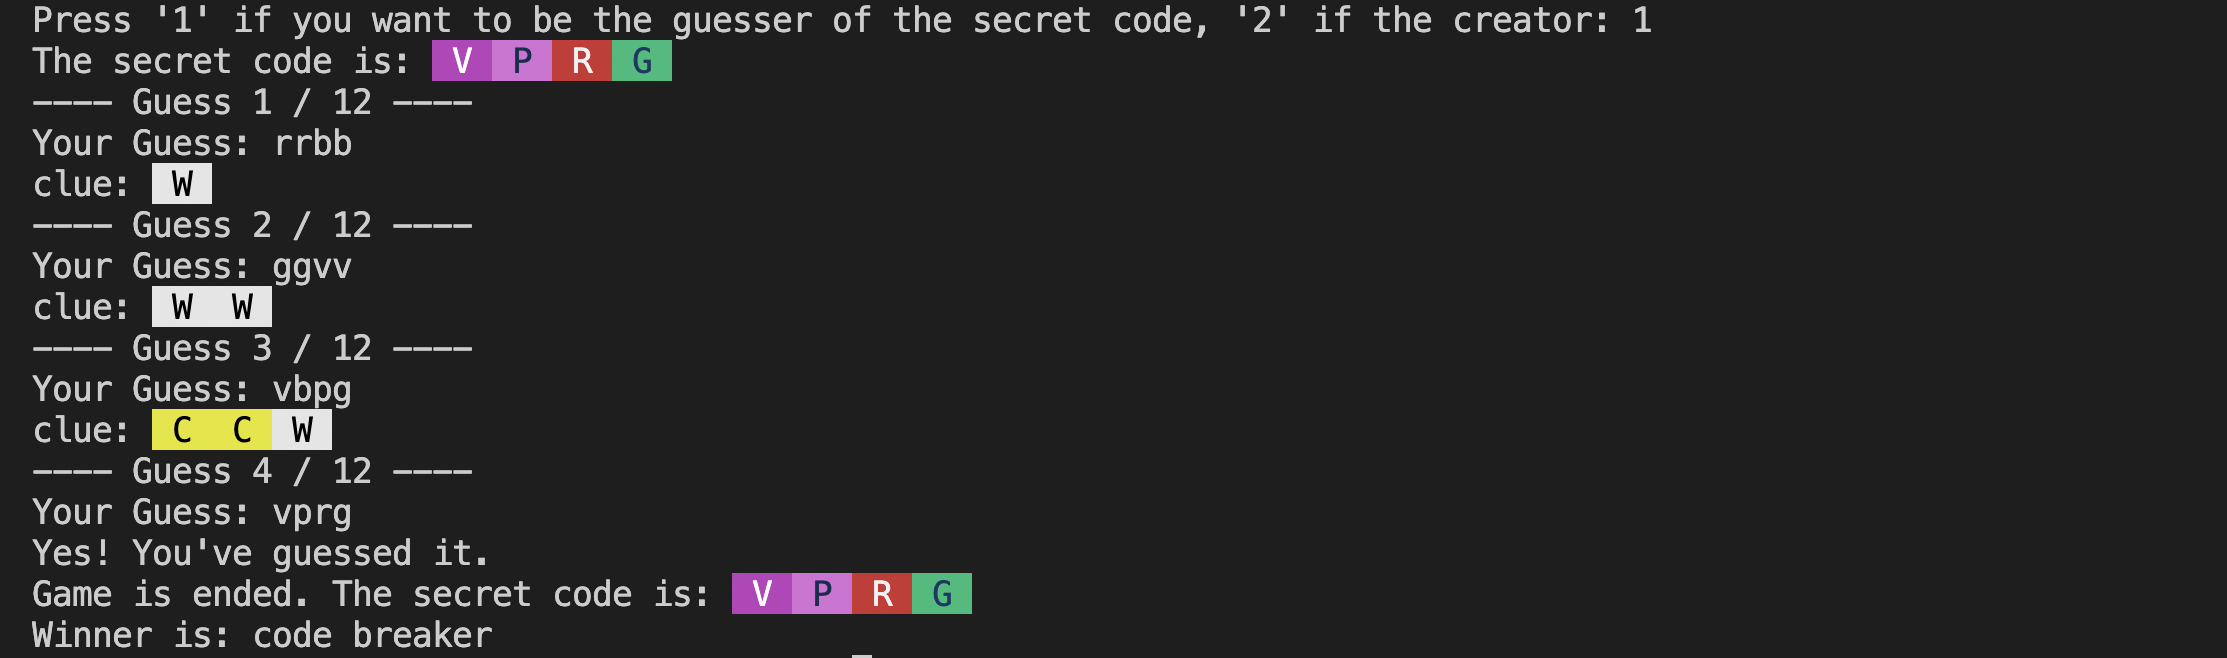 Press '1' if you want to be the guesser of the secret code, '2' if the creator: 1
The secret code is: V P R G
---- Guess 1 / 12 ----
Your Guess: rrbb
clue: W
---- Guess 2 / 12 ----
Your Guess: ggvv
clue: W W
---- Guess 3 / 12 ----
Your Guess: vbpg
clue: C C W
---- Guess 4 / 12 ----
Your Guess: vprg
Yes! You've guessed it.
Game is ended. The secret code is: V P R G
Winner is: code breaker